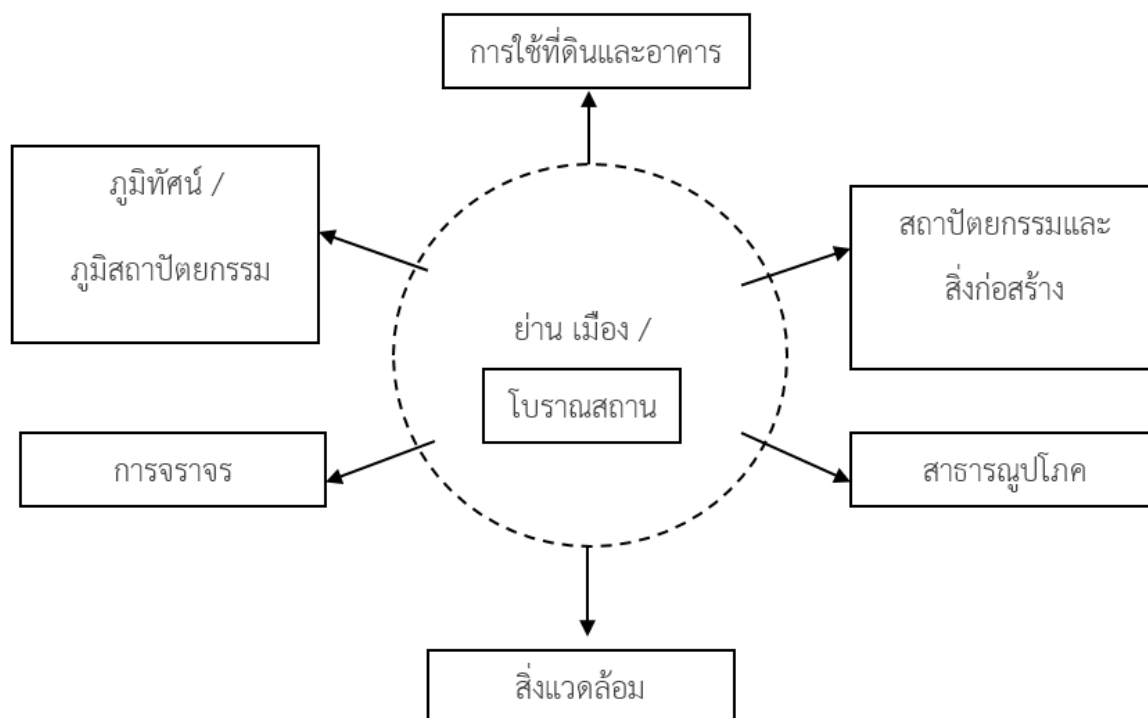 การใช้ที่ดินและอาคาร
ภูมิทัศน์ /
ภูมิสถาปัตยกรรม
สถาปัตยกรรมและ
สิ่งก่อสร้าง
ย่าน เมือง /
โบราณสถาน
การจราจร
สาธารณูปโภค
สิ่งแวดล้อม